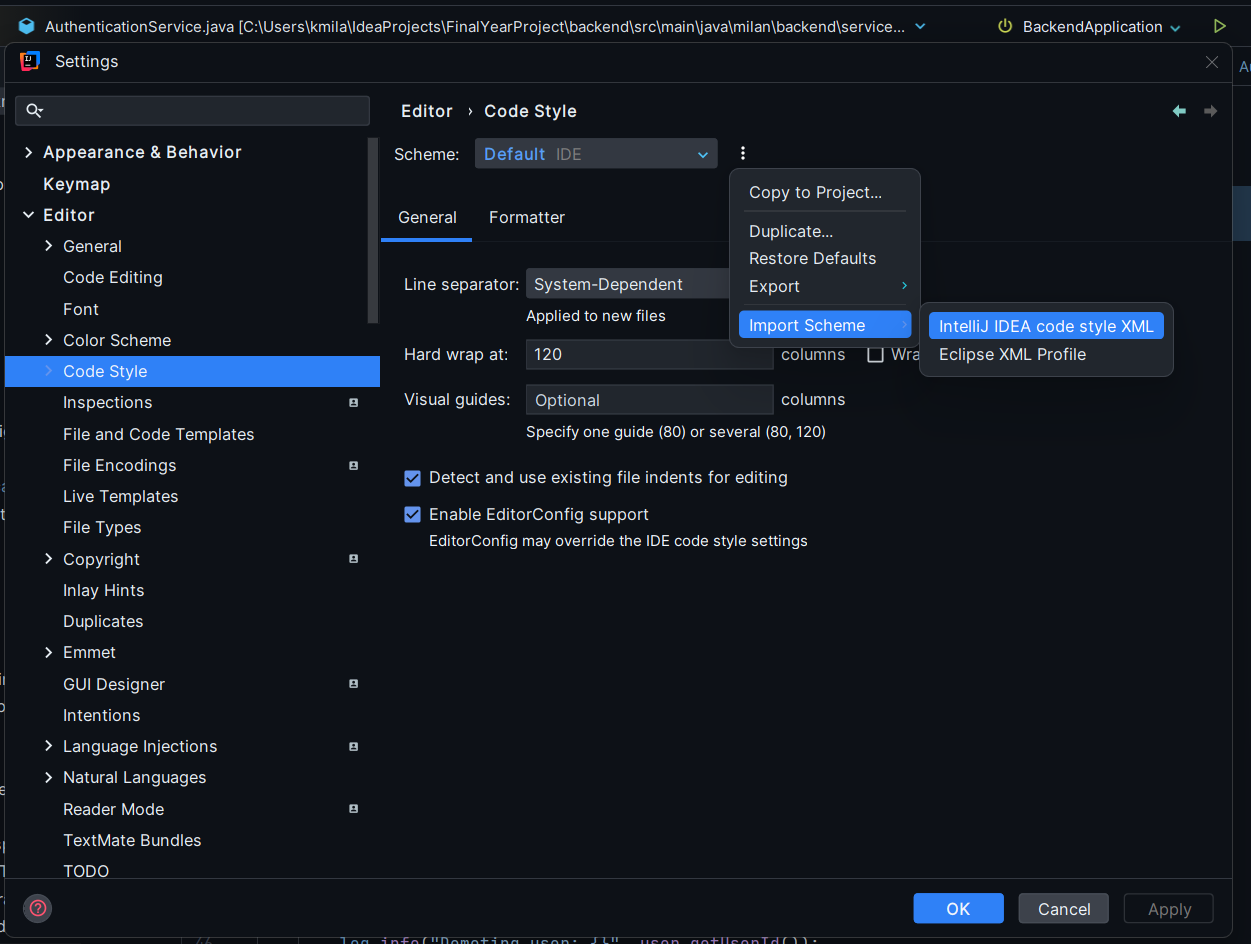 AuthenticationService.java [C:\Users\kmila\IdeaProjects\FinalYearProject\backend\src\main\java\milan\backend\service...
BackendApplication
Settings
Editor › Code Style
Appearance & Behavior
Scheme: Default IDE
Keymap
Copy to Project...
Editor
General Formatter
Duplicate...
General
Restore Defaults
Code Editing
Line separator: System-Dependent
Export
Font
Applied to new files
Import Scheme
IntelliJ IDEA code style XML
Color Scheme
Hard wrap at: 120 columns
Eclipse XML Profile
Code Style
Visual guides: Optional columns
Inspections
Specify one guide (80) or several (80, 120)
File and Code Templates
File Encodings
Detect and use existing file indents for editing
Live Templates
Enable EditorConfig support
File Types
EditorConfig may override the IDE code style settings
Copyright
Inlay Hints
Duplicates
Emmet
GUI Designer
Intentions
Language Injections
Natural Languages
Reader Mode
TextMate Bundles
TODO
OK Cancel Apply